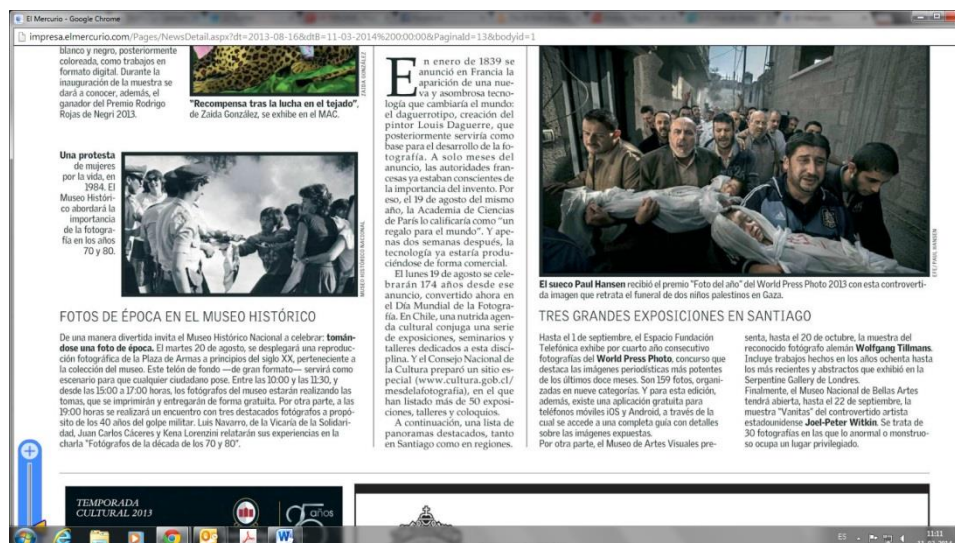 El Mercurio - Google Chrome
impresa.elmercurio.com/Pages/NewsDetail.aspx?dt=2013-08-16&dtB=11-03-2014%200:00:00&PaginaId=13&bodyid=1
blanco y negro, posteriormente
coloreada, como trabajos en
formato digital. Durante la
inauguración de la muestra se
dará a conocer, además, el
ganador del Premio Rodrigo
Rojas de Negri 2013.
ZAIDA GONZÁLEZ
"Recompensa tras la lucha en el tejado",
de Zaida González, se exhibe en el MAC.
Una protesta
de mujeres
por la vida, en
1984. El
Museo Históri-
co abordará la
importancia
de la fotogra-
fía en los años
70 y 80.
MUSEO HISTÓRICO NACIONAL
FOTOS DE ÉPOCA EN EL MUSEO HISTÓRICO
De una manera divertida invita el Museo Histórico Nacional a celebrar: tomán-
dose una foto de época. El martes 20 de agosto, se desplegará una reproduc-
ción fotográfica de la Plaza de Armas a principios del siglo XX, perteneciente a
la colección del museo. Este telón de fondo —de gran formato— servirá como
escenario para que cualquier ciudadano pose. Entre las 10:00 y las 11:30, y
desde las 15:00 a 17:00 horas, los fotógrafos del museo estarán realizando las
tomas, que se imprimirán y entregarán de forma gratuita. Por otra parte, a las
19:00 horas se realizará un encuentro con tres destacados fotógrafos a propó-
sito de los 40 años del golpe militar. Luis Navarro, de la Vicaría de la Solidari-
dad, Juan Carlos Cáceres y Kena Lorenzini relatarán sus experiencias en la
charla "Fotógrafos de la década de los 70 y 80".
En enero de 1839 se
anunció en Francia la
aparición de una nue-
va y asombrosa tecno-
logía que cambiaría el mundo:
el daguerrotipo, creación del
pintor Louis Daguerre, que
posteriormente serviría como
base para el desarrollo de la fo-
tografía. A solo meses del
anuncio, las autoridades fran-
cesas ya estaban conscientes de
la importancia del invento. Por
eso, el 19 de agosto del mismo
año, la Academia de Ciencias
de París lo calificaría como "un
regalo para el mundo". Y ape-
nas dos semanas después, la
tecnología ya estaría produ-
ciéndose de forma comercial.
El lunes 19 de agosto se cele-
brarán 174 años desde ese
anuncio, convertido ahora en
el Día Mundial de la Fotogra-
fía. En Chile, una nutrida agen-
da cultural conjuga una serie
de exposiciones, seminarios y
talleres dedicados a esta disci-
plina. Y el Consejo Nacional de
la Cultura preparó un sitio es-
pecial (www.cultura.gob.cl/
mesdelafotografia), en el que
han listado más de 50 exposi-
ciones, talleres y coloquios.
A continuación, una lista de
panoramas destacados, tanto
en Santiago como en regiones.
EFE/PAUL HANSEN
El sueco Paul Hansen recibió el premio "Foto del año" del World Press Photo 2013 con esta controverti-
da imagen que retrata el funeral de dos niños palestinos en Gaza.
TRES GRANDES EXPOSICIONES EN SANTIAGO
Hasta el 1 de septiembre, el Espacio Fundación
Telefónica exhibe por cuarto año consecutivo
fotografías del World Press Photo, concurso que
destaca las imágenes periodísticas más potentes
de los últimos doce meses. Son 159 fotos, organi-
zadas en nueve categorías. Y para esta edición,
además, existe una aplicación gratuita para
teléfonos móviles iOS y Android, a través de la
cual se accede a una completa guía con detalles
sobre las imágenes expuestas.
Por otra parte, el Museo de Artes Visuales pre-
senta, hasta el 20 de octubre, la muestra del
reconocido fotógrafo alemán Wolfgang Tillmans.
Incluye trabajos hechos en los años ochenta hasta
los más recientes y abstractos que exhibió en la
Serpentine Gallery de Londres.
Finalmente, el Museo Nacional de Bellas Artes
tendrá abierta, hasta el 22 de septiembre, la
muestra "Vanitas" del controvertido artista
estadounidense Joel-Peter Witkin. Se trata de
30 fotografías en las que lo anormal o monstruo-
so ocupa un lugar privilegiado.
TEMPORADA
CULTURAL 2013
25 años
ES
11:11